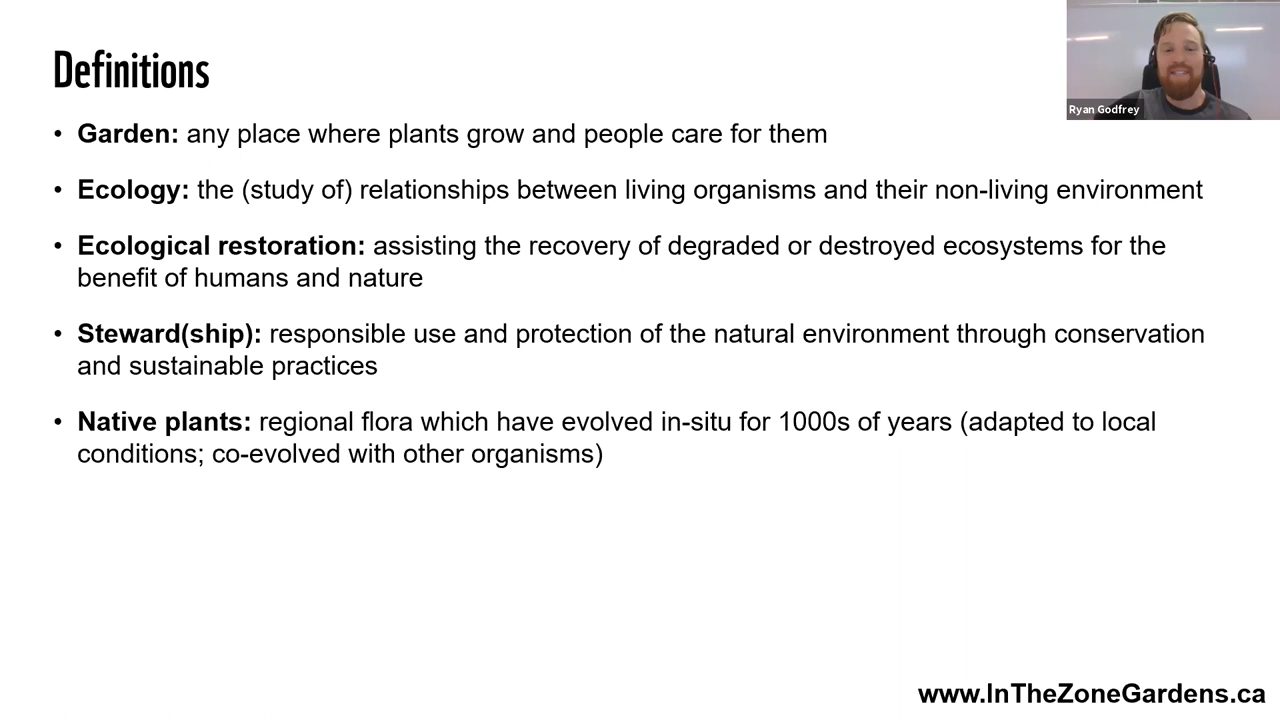 Definitions
Ryan Godfrey
• Garden: any place where plants grow and people care for them
• Ecology: the (study of) relationships between living organisms and their non-living environment
• Ecological restoration: assisting the recovery of degraded or destroyed ecosystems for the
benefit of humans and nature
• Steward(ship): responsible use and protection of the natural environment through conservation
and sustainable practices
• Native plants: regional flora which have evolved in-situ for 1000s of years (adapted to local
conditions; co-evolved with other organisms)
www.InTheZoneGardens.ca